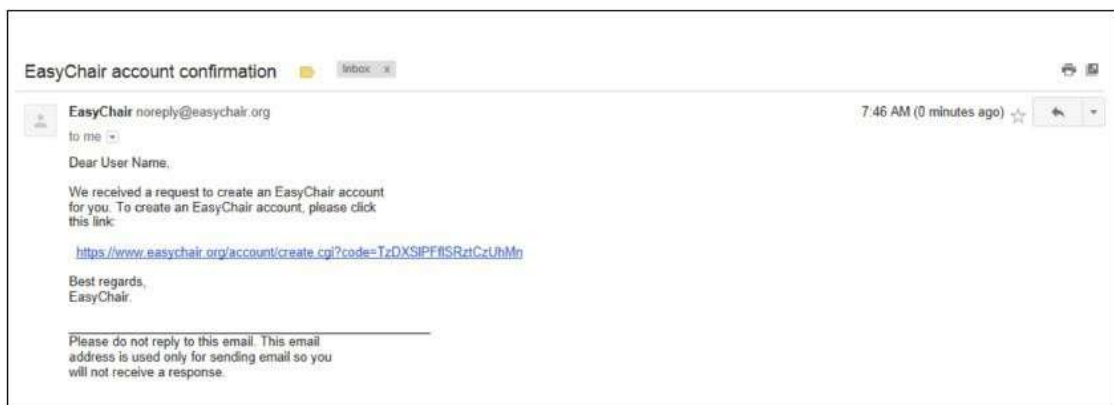 EasyChair account confirmation Inbox x
EasyChair noreply@easychair.org 7:46 AM (0 minutes ago)
to me
Dear User Name,
We received a request to create an EasyChair account
for you. To create an EasyChair account, please click
this link:
https://www.easychair.org/account/create.cgi?code=TzDXSlPFflSRztCzUhMn
Best regards,
EasyChair.
Please do not reply to this email. This email
address is used only for sending email so you
will not receive a response.